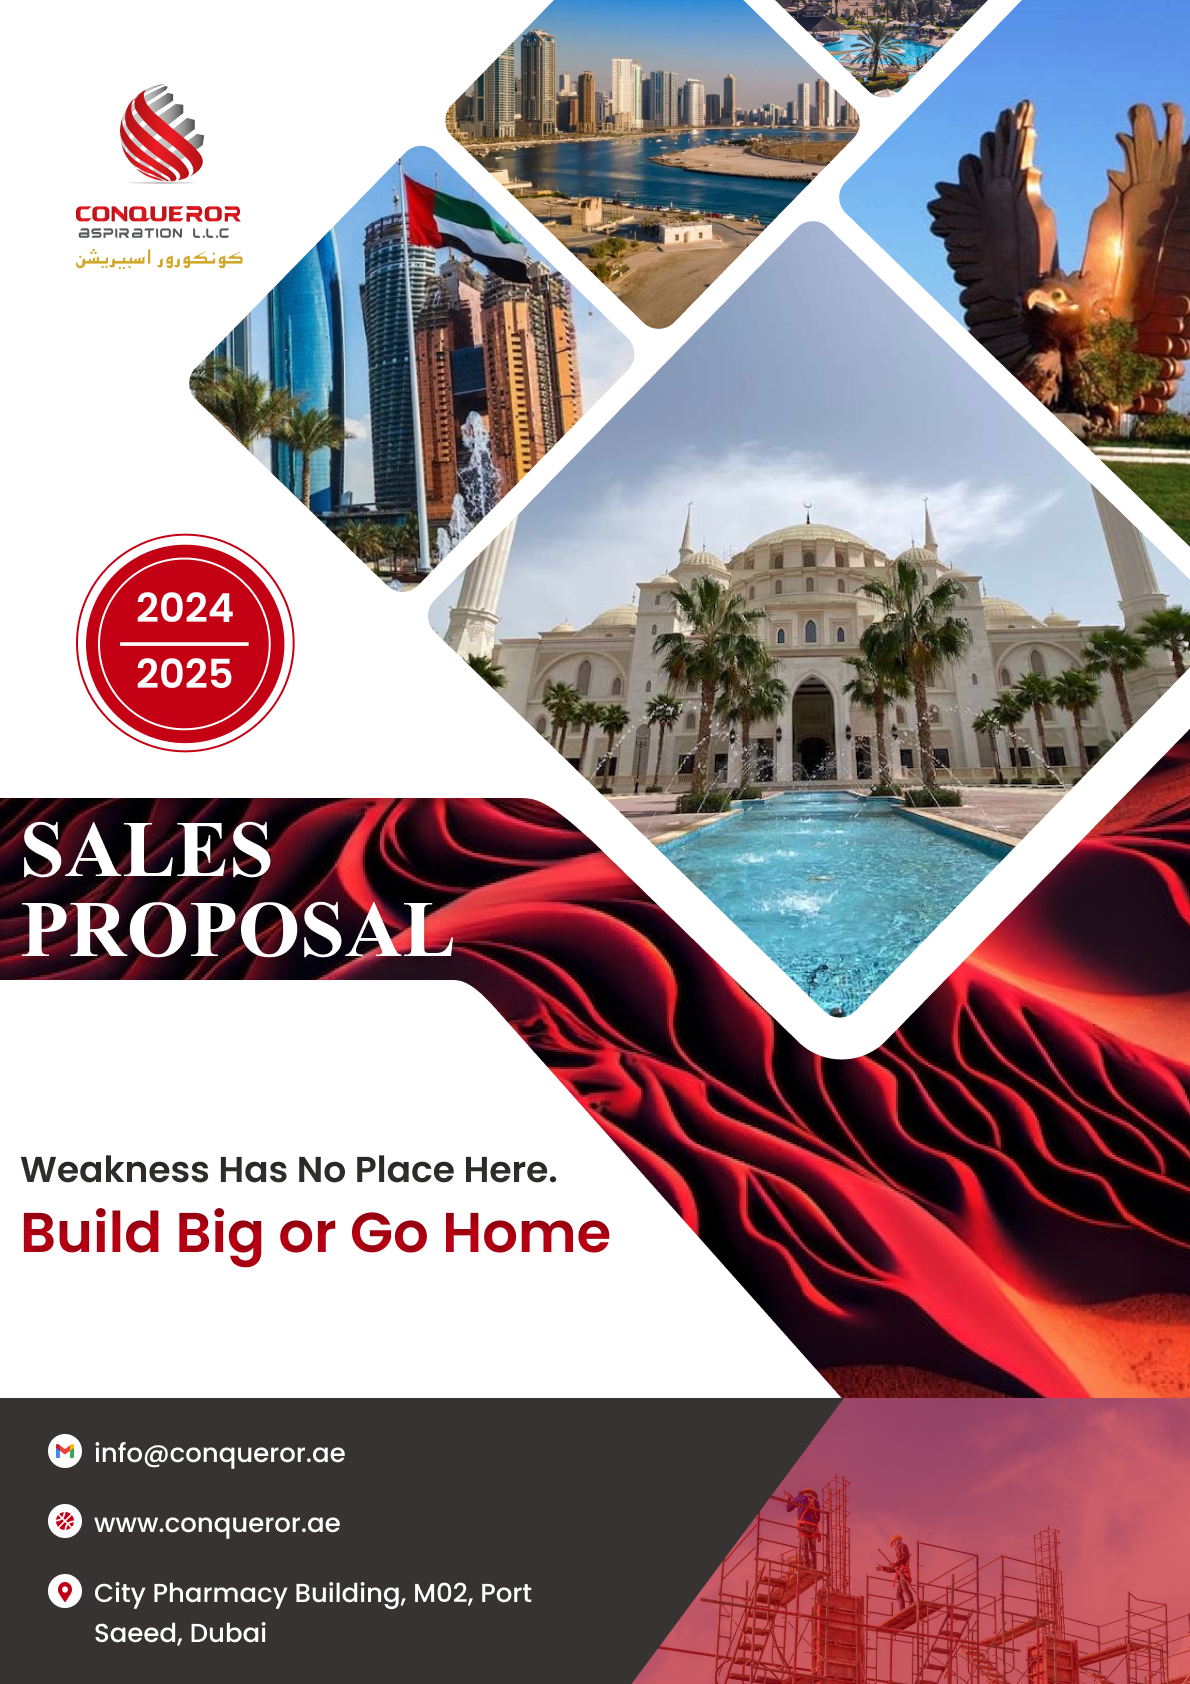 CONQUEROR
ASPIRATION L.L.C
كونكورور اسبيريشن
2024
2025
SALES
PROPOSAL
Weakness Has No Place Here.
Build Big or Go Home
info@conqueror.ae
www.conqueror.ae
City Pharmacy Building, M02, Port
Saeed, Dubai